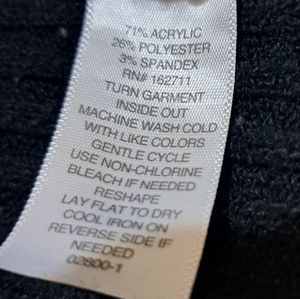 71% ACRYLIC
26% POLYESTER
3% SPANDEX
RN# 162711
TURN GARMENT
INSIDE OUT
MACHINE WASH COLD
WITH LIKE COLORS
GENTLE CYCLE
USE NON-CHLORINE
BLEACH IF NEEDED
RESHAPE
LAY FLAT TO DRY
COOL IRON ON
REVERSE SIDE IF
NEEDED
02800-1